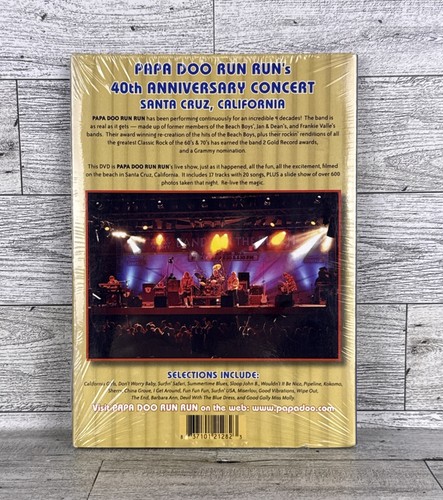 PAPA DOO RUN RUN's
40th ANNIVERSARY CONCERT
SANTA CRUZ, CALIFORNIA
PAPA DOO RUN RUN has been performing continuously for an incredible 4 decades! The band is
as real as it gets — made up of former members of the Beach Boys, Jan & Dean's, and Frankie Valle's
bands. Their award winning re-creation of the hits of the Beach Boys, plus their rockin' renditions of all
the greatest Classic Rock of the 60's & 70's has earned the band 2 Gold Record awards,
and a Grammy nomination.
This DVD is PAPA DOO RUN RUN's live show, just as it happened, all the fun, all the excitement, filmed
on the beach in Santa Cruz, California. It includes 17 tracks with 20 songs, PLUS a slide show of over 600
photos taken that night. Re-live the magic.
SELECTIONS INCLUDE:
California Girls, Don't Worry Baby, Surfin' Safari, Summertime Blues, Sloop John B., Wouldn't It Be Nice, Pipeline, Kokomo,
Sherry, China Grove, I Get Around, Fun Fun Fun, Surfin' USA, Miserlou, Good Vibrations, Wipe Out,
The End, Barbara Ann, Devil With The Blue Dress, and Good Golly Miss Molly.
Visit PAPA DOO RUN RUN on the web: www.papadoo.com
37101 21282